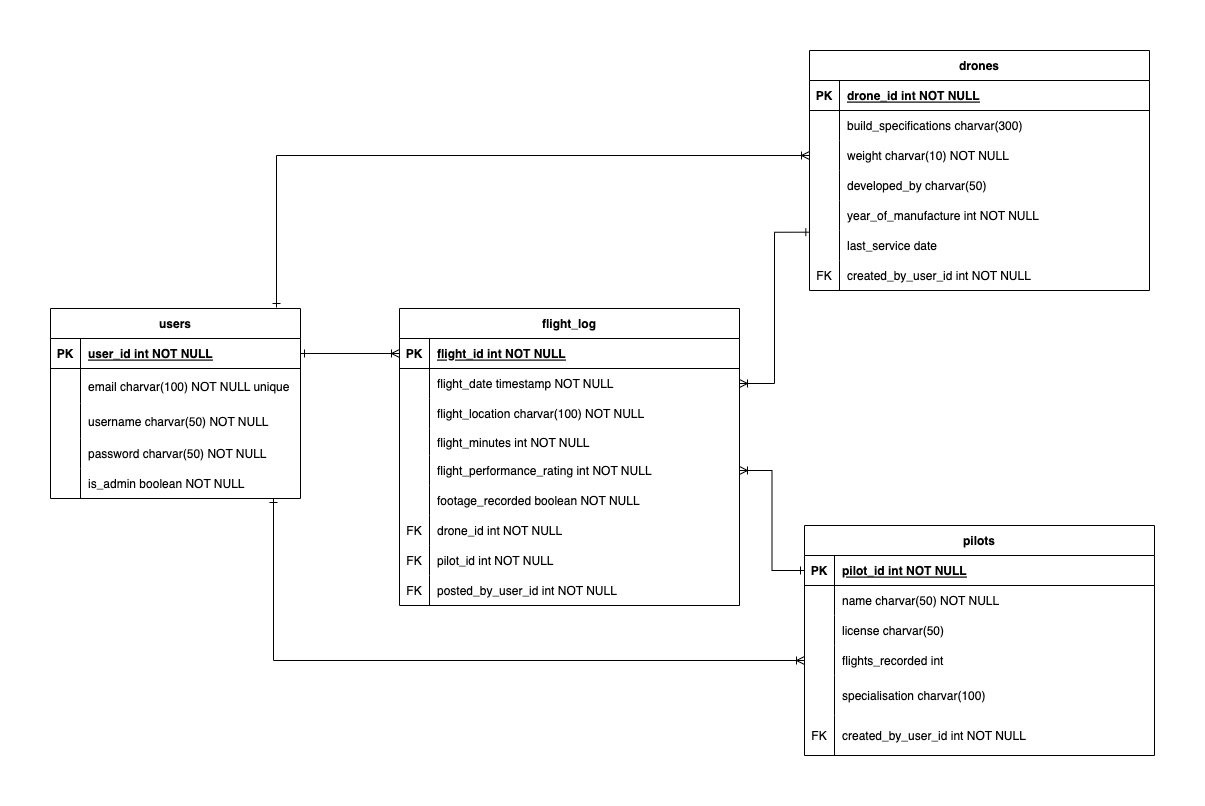 drones
PK drone_id int NOT NULL
build_specifications charvar(300)
weight charvar(10) NOT NULL
developed_by charvar(50)
year_of_manufacture int NOT NULL
last_service date
FK created_by_user_id int NOT NULL
users
PK user_id int NOT NULL
email charvar(100) NOT NULL unique
username charvar(50) NOT NULL
password charvar(50) NOT NULL
is_admin boolean NOT NULL
flight_log
PK flight_id int NOT NULL
flight_date timestamp NOT NULL
flight_location charvar(100) NOT NULL
flight_minutes int NOT NULL
flight_performance_rating int NOT NULL
footage_recorded boolean NOT NULL
FK drone_id int NOT NULL
FK pilot_id int NOT NULL
FK posted_by_user_id int NOT NULL
pilots
PK pilot_id int NOT NULL
name charvar(50) NOT NULL
license charvar(50)
flights_recorded int
specialisation charvar(100)
FK created_by_user_id int NOT NULL